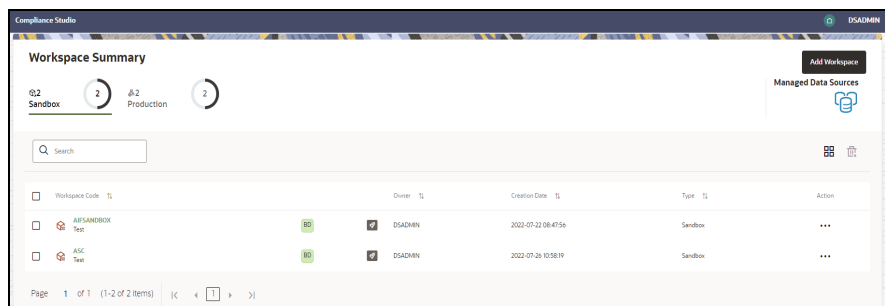 Compliance Studio DSADMIN
Workspace Summary
Add Workspace
Managed Data Sources
2 2 2 2
Sandbox Production
Search
Workspace Code Owner Creation Date Type Action
AIFSANDBOX
Test BD DSADMIN 2022-07-22 08:47:56 Sandbox ...
ASC
Test BD DSADMIN 2022-07-26 10:58:19 Sandbox ...
Page 1 of 1 (1-2 of 2 items) 1